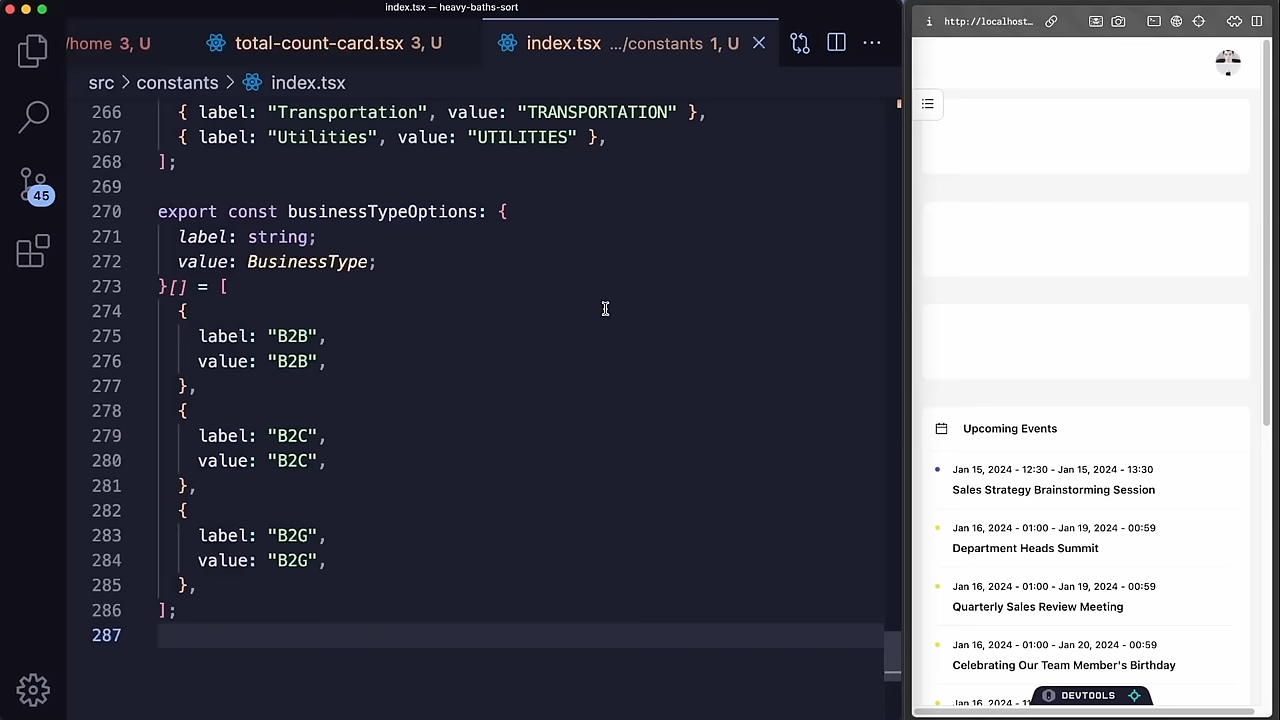 index.tsx — heavy-baths-sort
/home 3, U
total-count-card.tsx 3, U
index.tsx .../constants 1, U
src > constants > index.tsx
45
266 { label: "Transportation", value: "TRANSPORTATION" },
267 { label: "Utilities", value: "UTILITIES" },
268 ];
269
270 export const businessTypeOptions: {
271 label: string;
272 value: BusinessType;
273 }[] = [
274 {
275 label: "B2B",
276 value: "B2B",
277 },
278 {
279 label: "B2C",
280 value: "B2C",
281 },
282 {
283 label: "B2G",
284 value: "B2G",
285 },
286 ];
287
http://localhost...
Upcoming Events
Jan 15, 2024 - 12:30 - Jan 15, 2024 - 13:30
Sales Strategy Brainstorming Session
Jan 16, 2024 - 01:00 - Jan 19, 2024 - 00:59
Department Heads Summit
Jan 16, 2024 - 01:00 - Jan 19, 2024 - 00:59
Quarterly Sales Review Meeting
Jan 16, 2024 - 01:00 - Jan 20, 2024 - 00:59
Celebrating Our Team Member's Birthday
Jan 16, 2024 -
DEVTOOLS